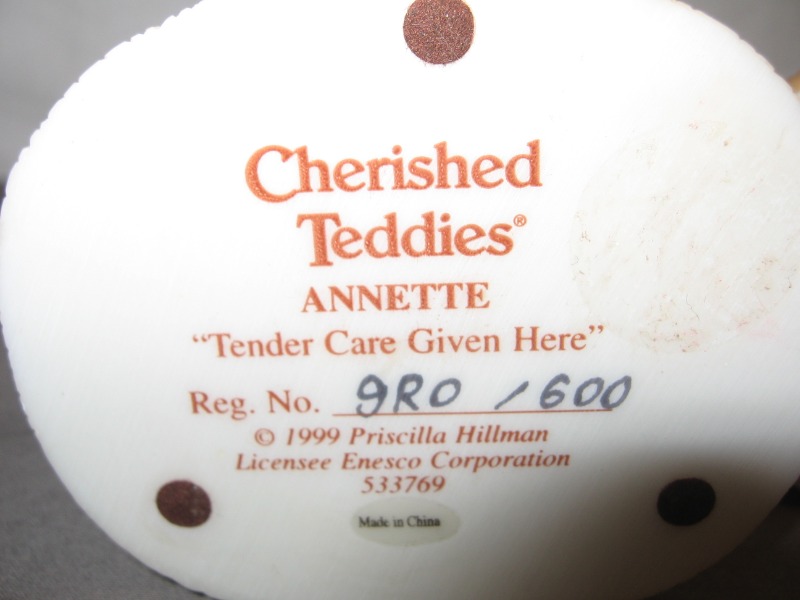 Cherished
Teddies®
ANNETTE
“Tender Care Given Here”
Reg. No. 9R0 / 600
© 1999 Priscilla Hillman
Licensee Enesco Corporation
533769
Made in China